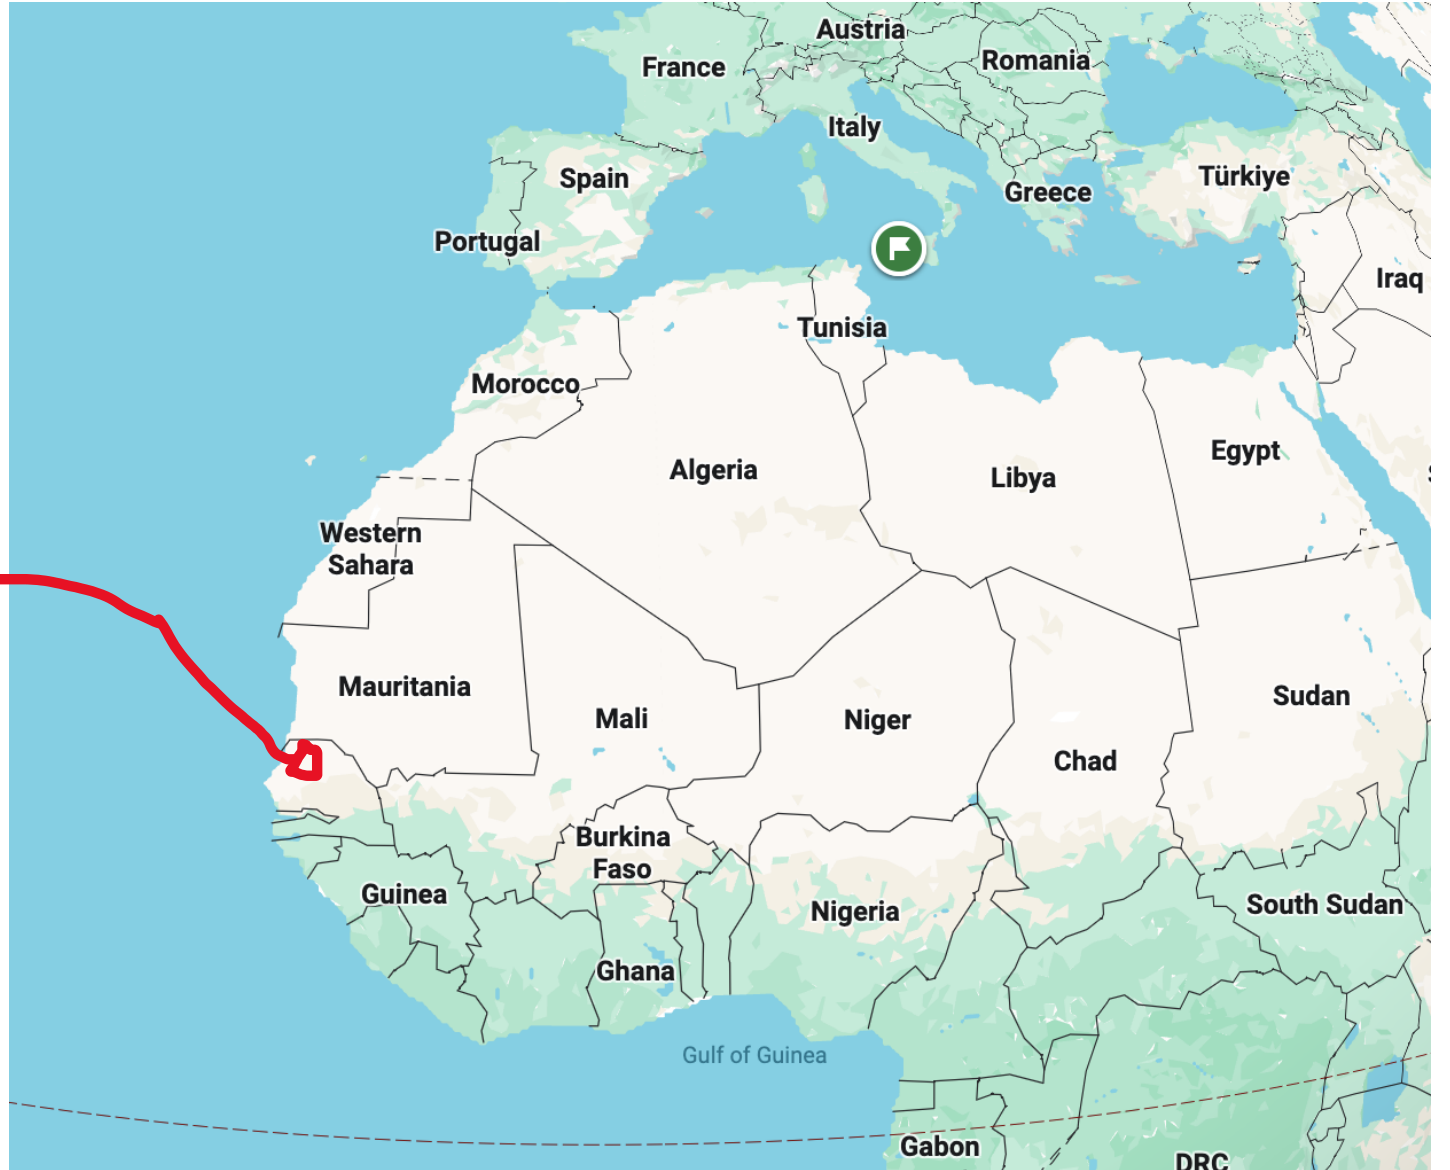 Austria
France
Romania
Italy
Spain
Türkiye
Greece
Portugal
Iraq
Tunisia
Morocco
Egypt
Algeria
Libya
Western
Sahara
Mauritania
Sudan
Mali
Niger
Chad
Burkina
Faso
Guinea
South Sudan
Nigeria
Ghana
Gulf of Guinea
Gabon
DRC